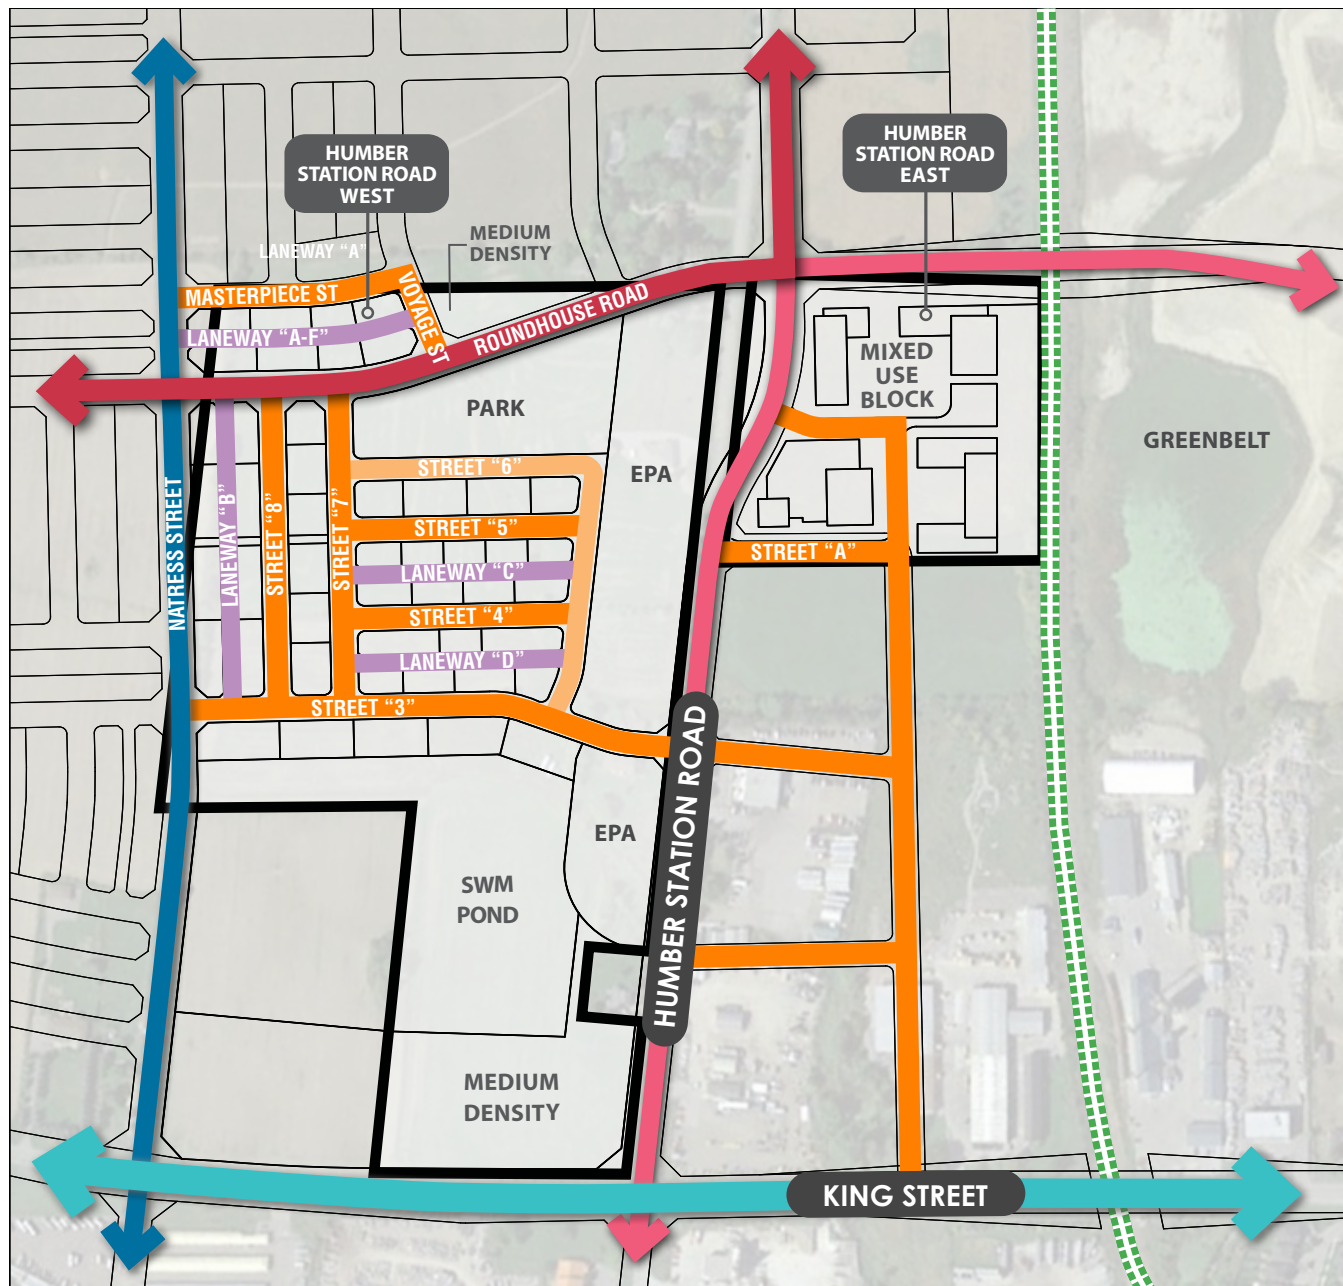 HUMBER
STATION ROAD
EAST
HUMBER
STATION ROAD
WEST
MEDIUM
DENSITY
LANEWAY “A”
MASTERPIECE ST
VOYAGE ST
LANEWAY “A-F”
ROUNDHOUSE ROAD
MIXED
USE
BLOCK
PARK
GREENBELT
STREET “6”
EPA
NATRESS STREET
LANEWAY “B”
STREET “8”
STREET “7”
STREET “5”
STREET “A”
LANEWAY “C”
STREET “4”
LANEWAY “D”
STREET “3”
HUMBER STATION ROAD
EPA
SWM
POND
MEDIUM
DENSITY
KING STREET